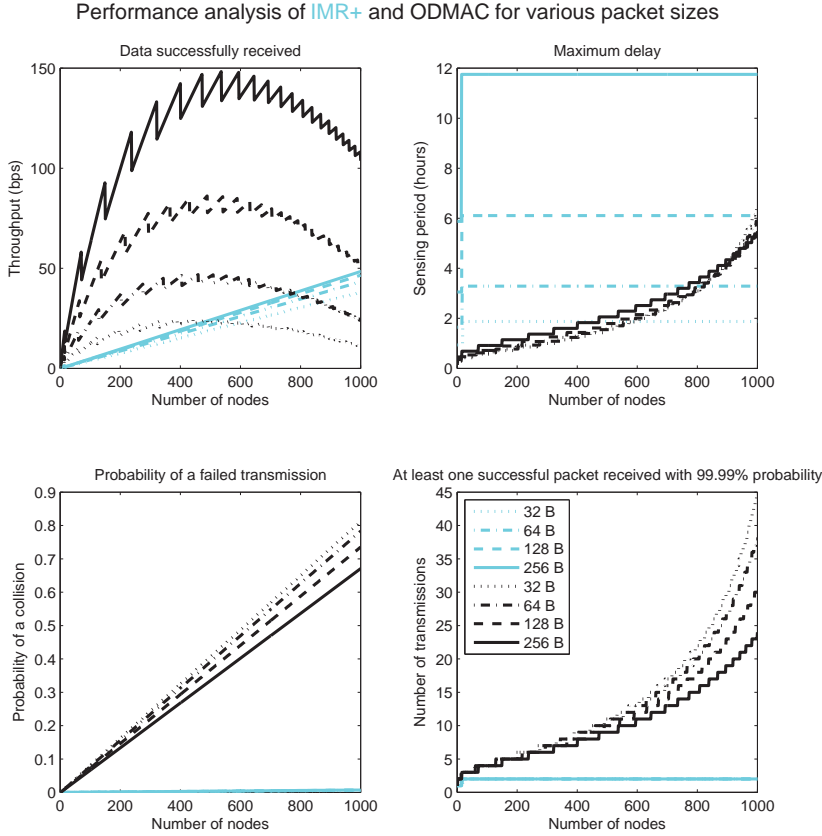 Performance analysis of IMR+ and ODMAC for various packet sizes
Data successfully received
Throughput (bps)
150
100
50
0
0 200 400 600 800 1000
Number of nodes
Maximum delay
Sensing period (hours)
12
10
8
6
4
2
0
0 200 400 600 800 1000
Number of nodes
Probability of a failed transmission
Probability of a collision
0.9
0.8
0.7
0.6
0.5
0.4
0.3
0.2
0.1
0
0 200 400 600 800 1000
Number of nodes
At least one successful packet received with 99.99% probability
Number of transmissions
45
40
35
30
25
20
15
10
5
0
0 200 400 600 800 1000
Number of nodes
32 B
64 B
128 B
256 B
32 B
64 B
128 B
256 B